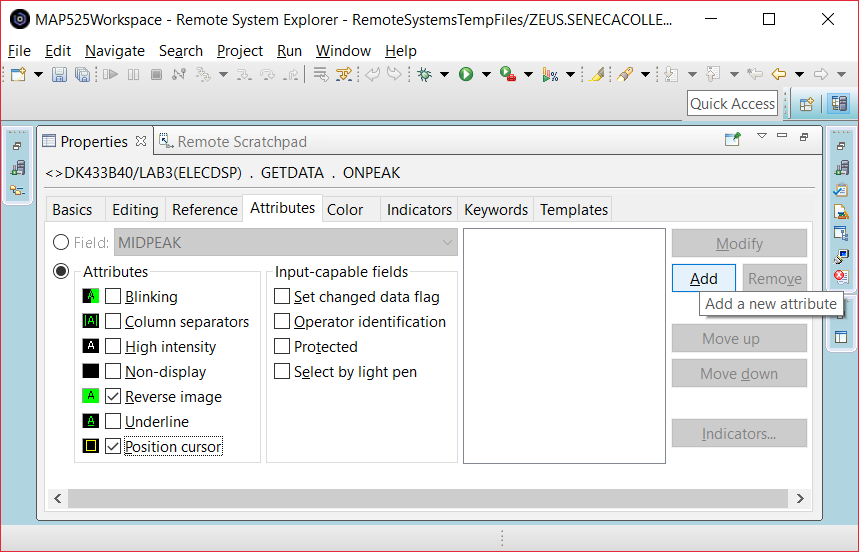 MAP525Workspace - Remote System Explorer - RemoteSystemsTempFiles/ZEUS.SENECACOLLE...
File Edit Navigate Search Project Run Window Help
Quick Access
Properties Remote Scratchpad
<>DK433B40/LAB3(ELECDSP) . GETDATA . ONPEAK
Basics Editing Reference Attributes Color Indicators Keywords Templates
Field: MIDPEAK
Modify
Attributes
Input-capable fields
Add Remove
Blinking
Set changed data flag
Add a new attribute
Column separators
Operator identification
High intensity
Protected
Move up
Non-display
Select by light pen
Move down
Reverse image
Underline
Indicators...
Position cursor